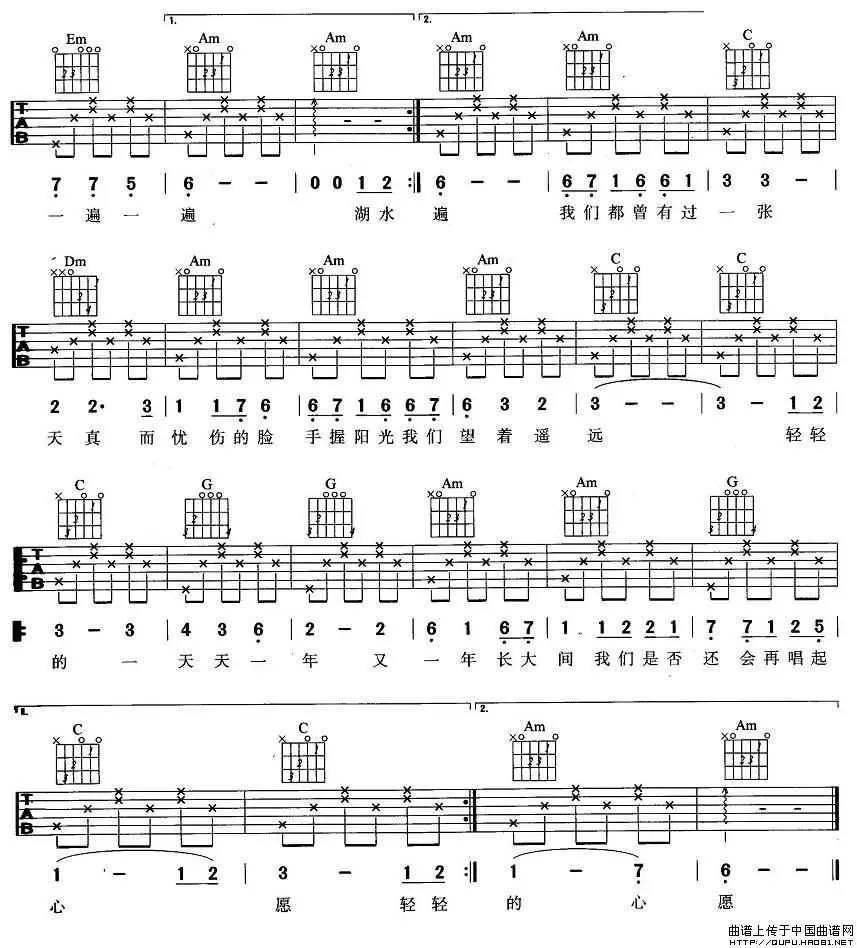 1. 2.
Em Am Am Am Am C
T A B
7 7 5 | 6 - - | 0 0 1 2 :|| 6 - - | 6 7 1 6 6 1 | 3 3 - |
一 遍 一 遍 湖 水 遍 我 们 都 曾 有 过 一 张
Dm Am Am Am C C
T A B
2 2· 3 | 1 1 7 6 | 6 7 1 6 6 7 | 6 3 2 | 3 - - | 3 - 1 2 |
天 真 而 忧 伤 的 脸 手 握 阳 光 我 们 望 着 遥 远 轻 轻
C G G Am Am G
T A B
3 - 3 | 4 3 6 | 2 - 2 | 6 1 6 7 | 1 1 2 2 1 | 7 7 1 2 5 |
的 一 天 天 一 年 又 一 年 长 大 间 我 们 是 否 还 会 再 唱 起
1. 2.
C C Am Am
T A B
1 - 1 2 | 3 - 1 2 :|| 1 - 7 | 6 - - ||
心 愿 轻 轻 的 心 愿
曲谱上传于中国曲谱网
HTTP://QUPU.HAO81.NET